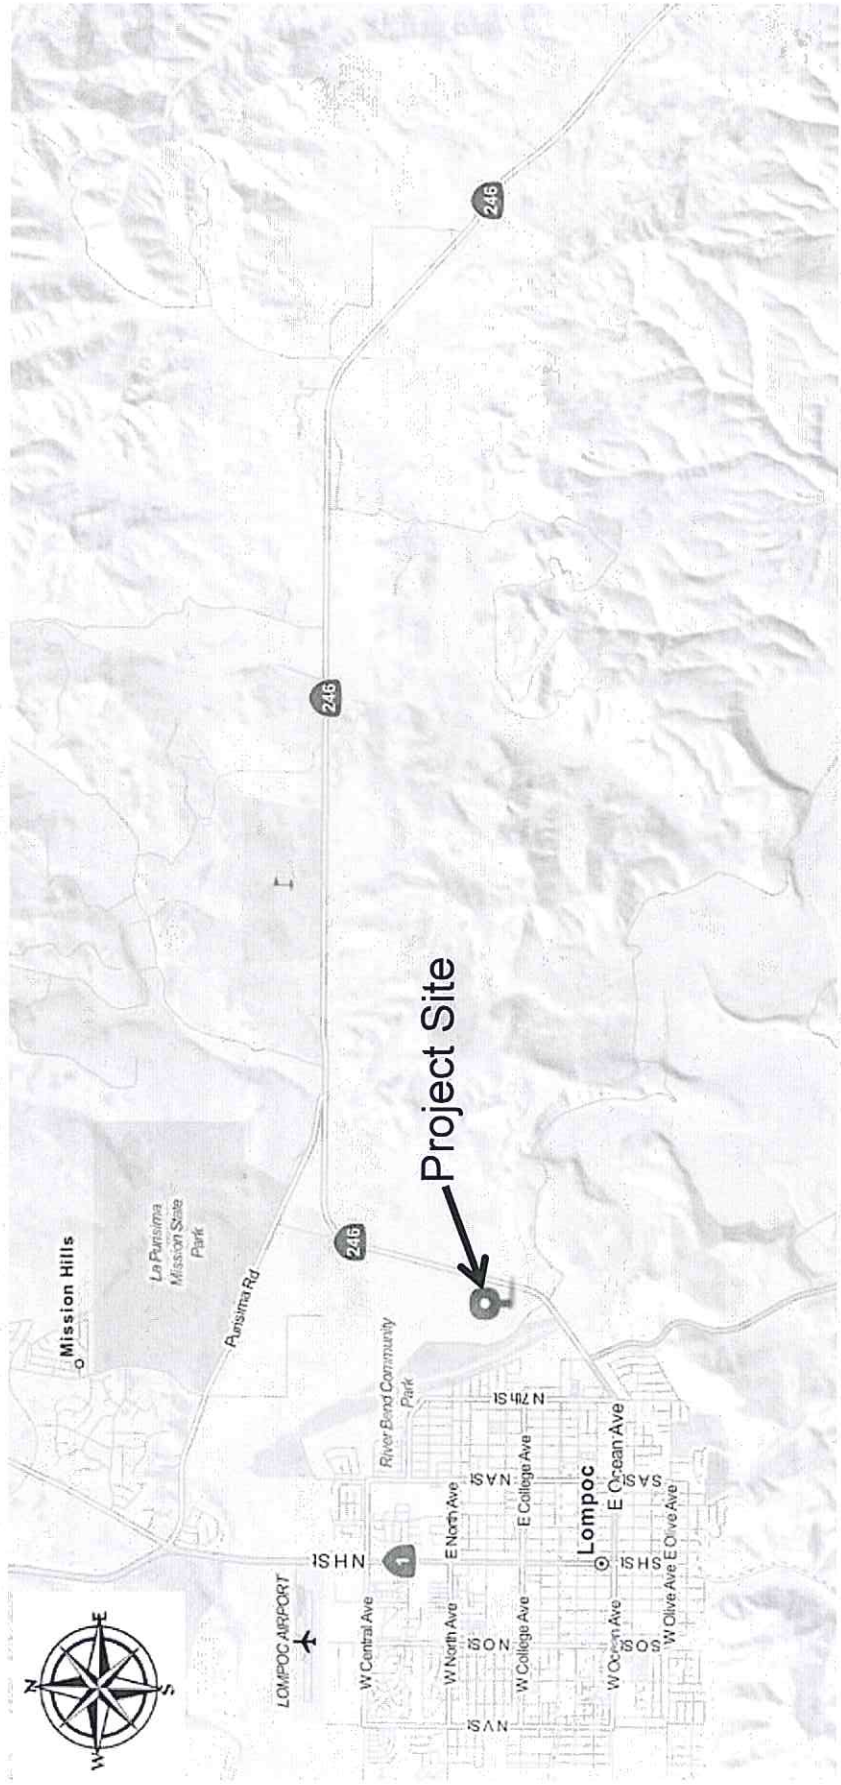 N
W
E
S
Mission Hills
La Purisima
Mission State
Park
Purisima Rd
246
246
246
LOMPOC AIRPORT
N H St
1
River Bend Community
Park
Project Site
W Central Ave
W North Ave
E North Ave
W College Ave
E College Ave
N V St
N O St
N A St
N 7th St
Lompoc
W Ocean Ave
E Ocean Ave
S O St
S H St
S A St
W Olive Ave
E Olive Ave